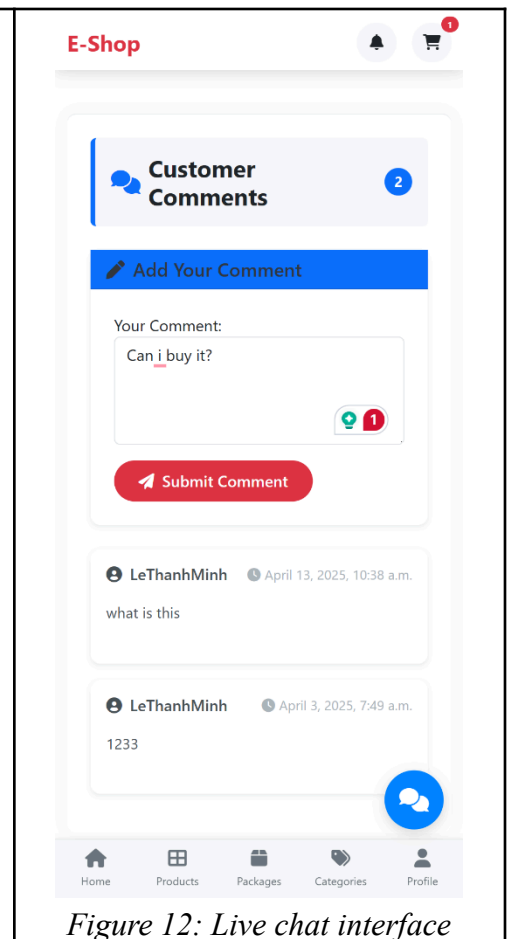 E-Shop
1
Customer
Comments
2
Add Your Comment
Your Comment:
Can i buy it?
1
Submit Comment
LeThanhMinh April 13, 2025, 10:38 a.m.
what is this
LeThanhMinh April 3, 2025, 7:49 a.m.
1233
Home Products Packages Categories Profile
Figure 12: Live chat interface